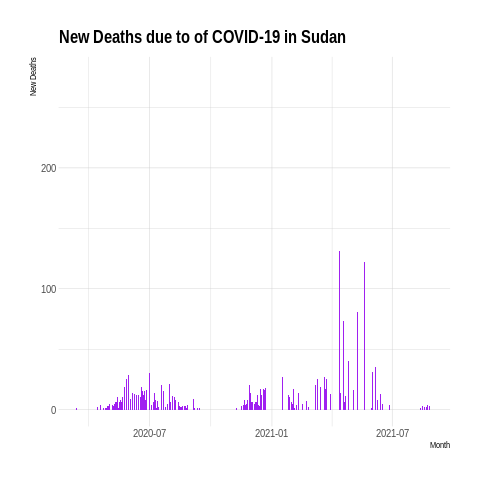 New Deaths due to of COVID-19 in Sudan
New Deaths
200
100
0
2020-07
2021-01
2021-07
Month